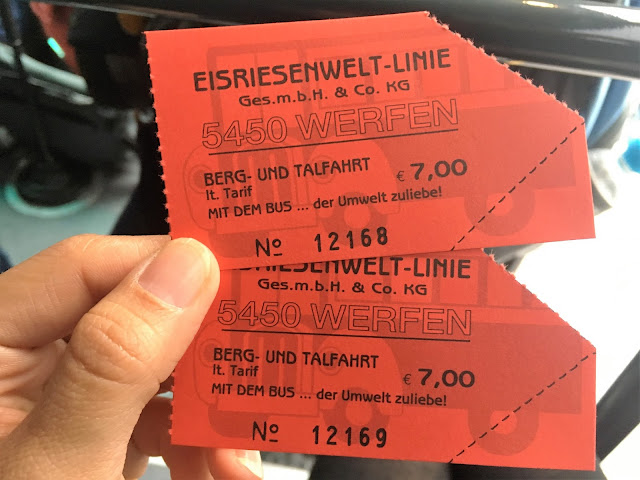 EISRIESENWELT-LINIE
Ges.m.b.H. & Co. KG
5450 WERFEN
BERG- UND TALFAHRT
lt. Tarif
€ 7,00
MIT DEM BUS ... der Umwelt zuliebe!
Nº 12168
RIESENWELT-LINIE
Ges.m.b.H. & Co. KG
5450 WERFEN
BERG- UND TALFAHRT
lt. Tarif
€ 7,00
MIT DEM BUS ... der Umwelt zuliebe!
Nº 12169